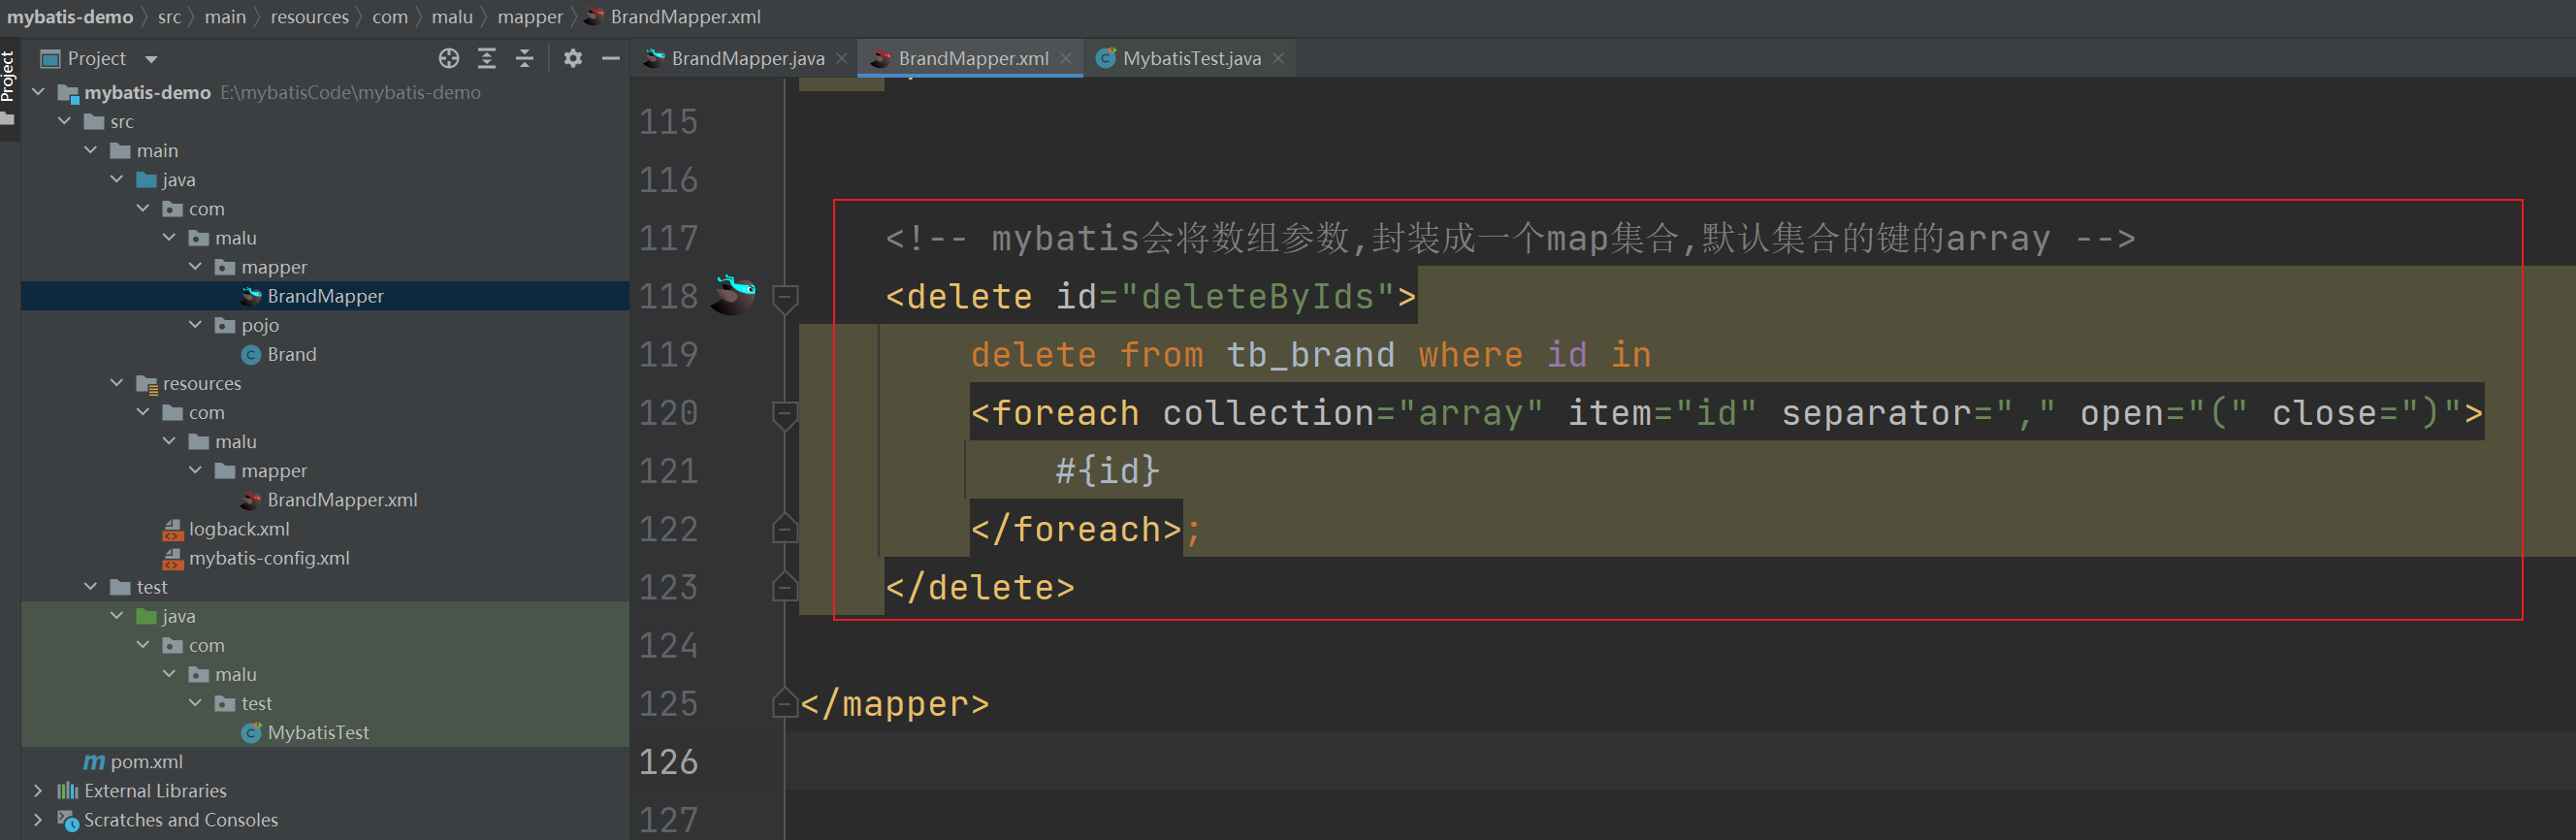 mybatis-demo 〉 src 〉 main 〉 resources 〉 com 〉 malu 〉 mapper 〉 BrandMapper.xml
Project
Project
BrandMapper.java
BrandMapper.xml
MybatisTest.java
mybatis-demo E:\mybatisCode\mybatis-demo
src
main
java
com
malu
mapper
BrandMapper
pojo
Brand
resources
com
malu
mapper
BrandMapper.xml
logback.xml
mybatis-config.xml
test
java
com
malu
test
MybatisTest
pom.xml
External Libraries
Scratches and Consoles
115
116
117 <!-- mybatis会将数组参数,封装成一个map集合,默认集合的键的array -->
118 <delete id="deleteByIds">
119 delete from tb_brand where id in
120 <foreach collection="array" item="id" separator="," open="(" close=")">
121 #{id}
122 </foreach>;
123 </delete>
124
125 </mapper>
126
127